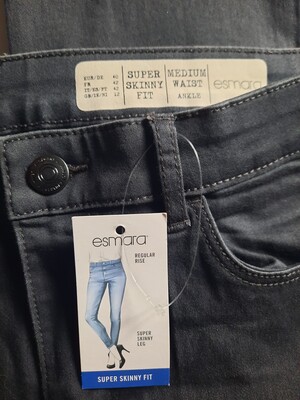 SUPER
SKINNY
FIT
MEDIUM
WAIST
ANKLE
esmara
esmara
REGULAR
RISE
SUPER
SKINNY
LEG
SUPER SKINNY FIT